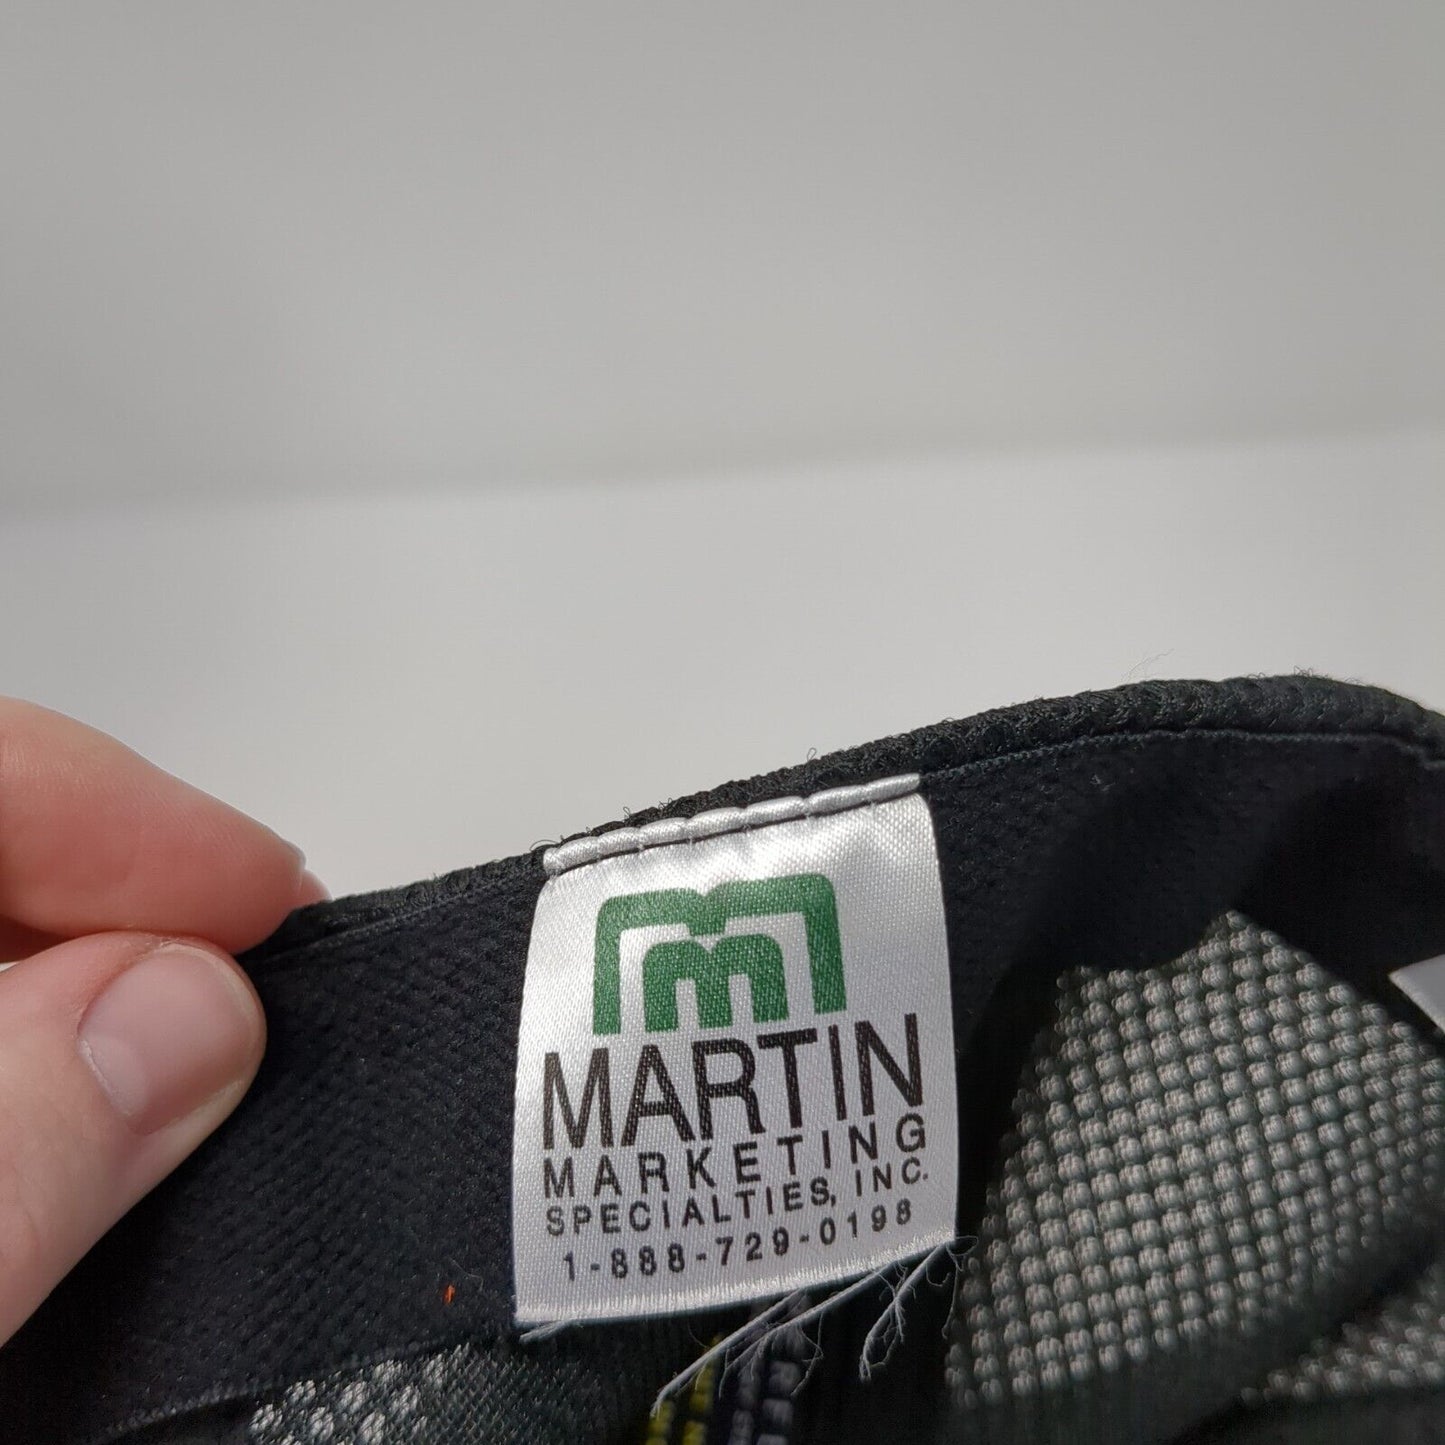 m
MARTIN
MARKETING
SPECIALTIES, INC.
1-888-729-0198